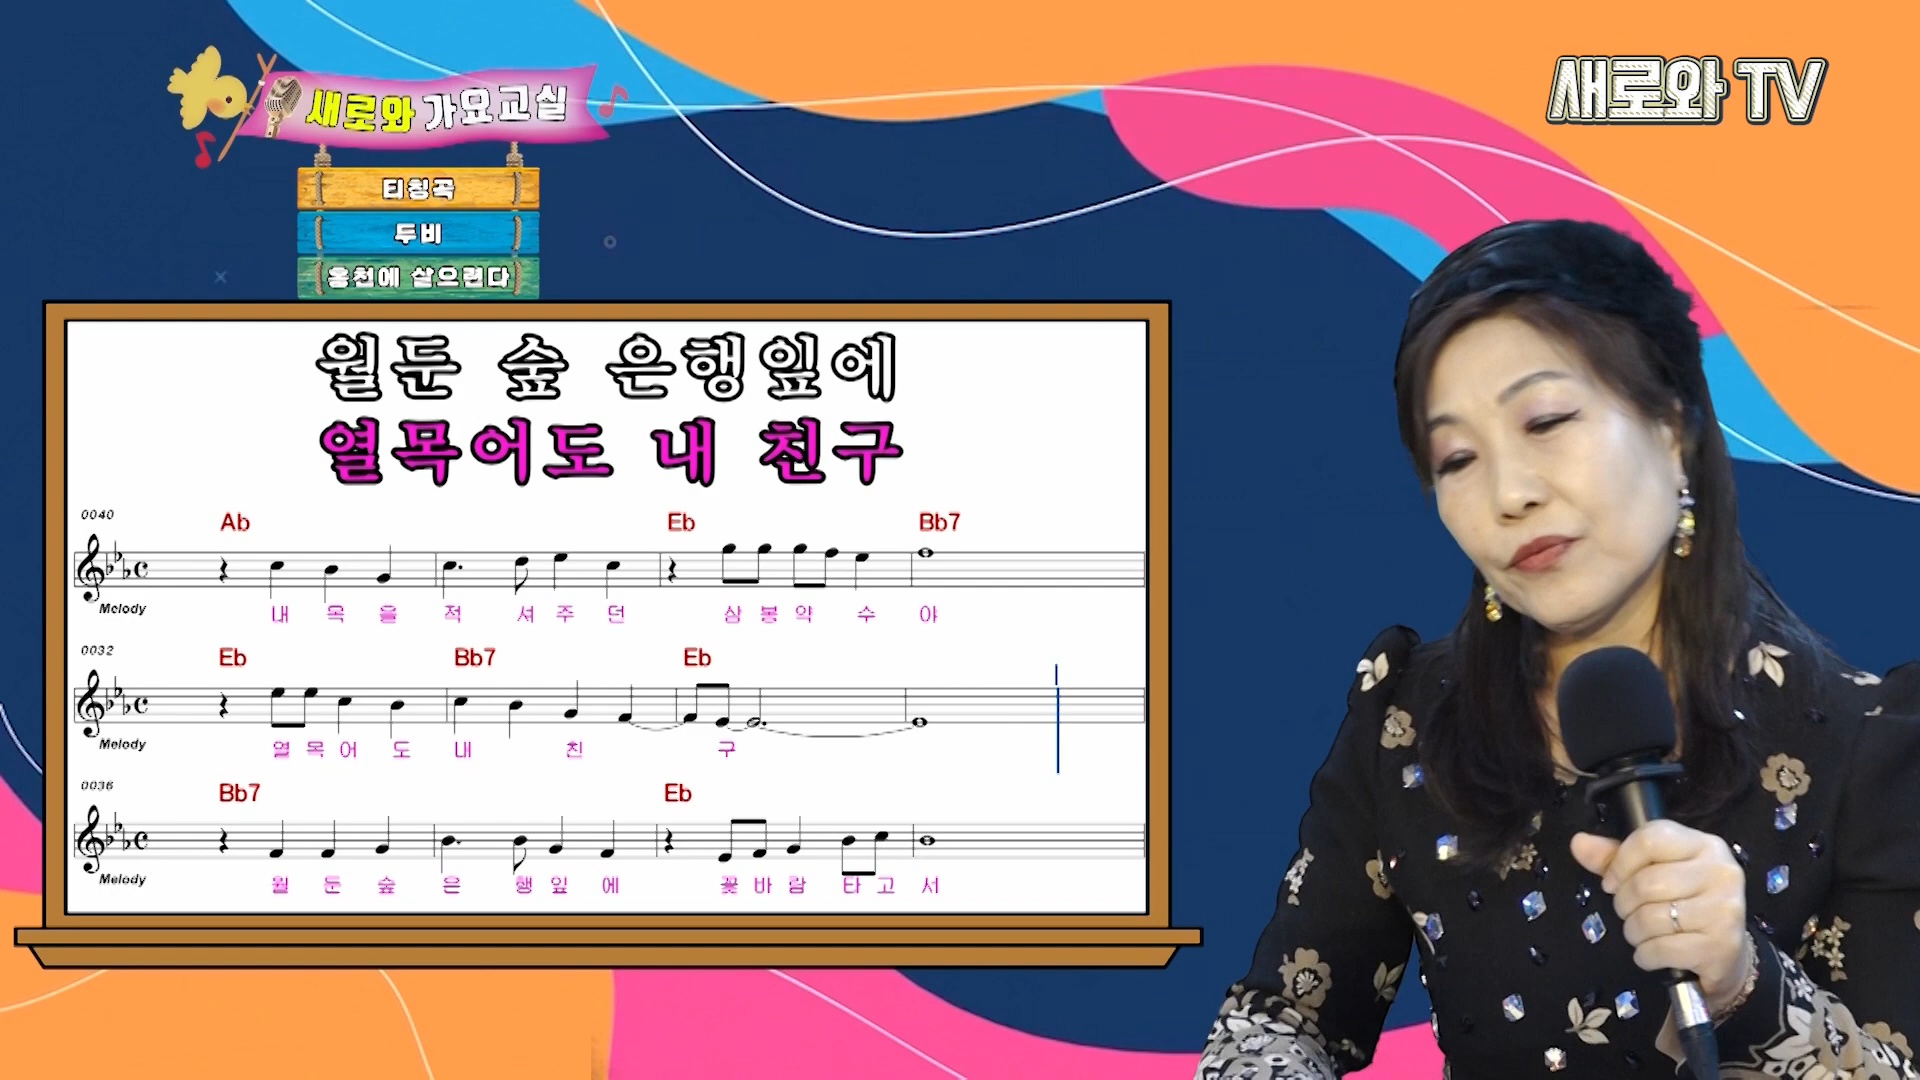 새로와 가요교실
새로와 TV
티칭곡
두비
홍천에 살으련다
월둔 숲 은행잎에
열목어도 내 친구
0040
Ab Eb Bb7
Melody
내 목을 적셔주던 삼봉약수야
0032
Eb Bb7 Eb
Melody
열목어도 내 친구
0036
Bb7 Eb
Melody
월둔숲은행잎에 꽃바람타고서